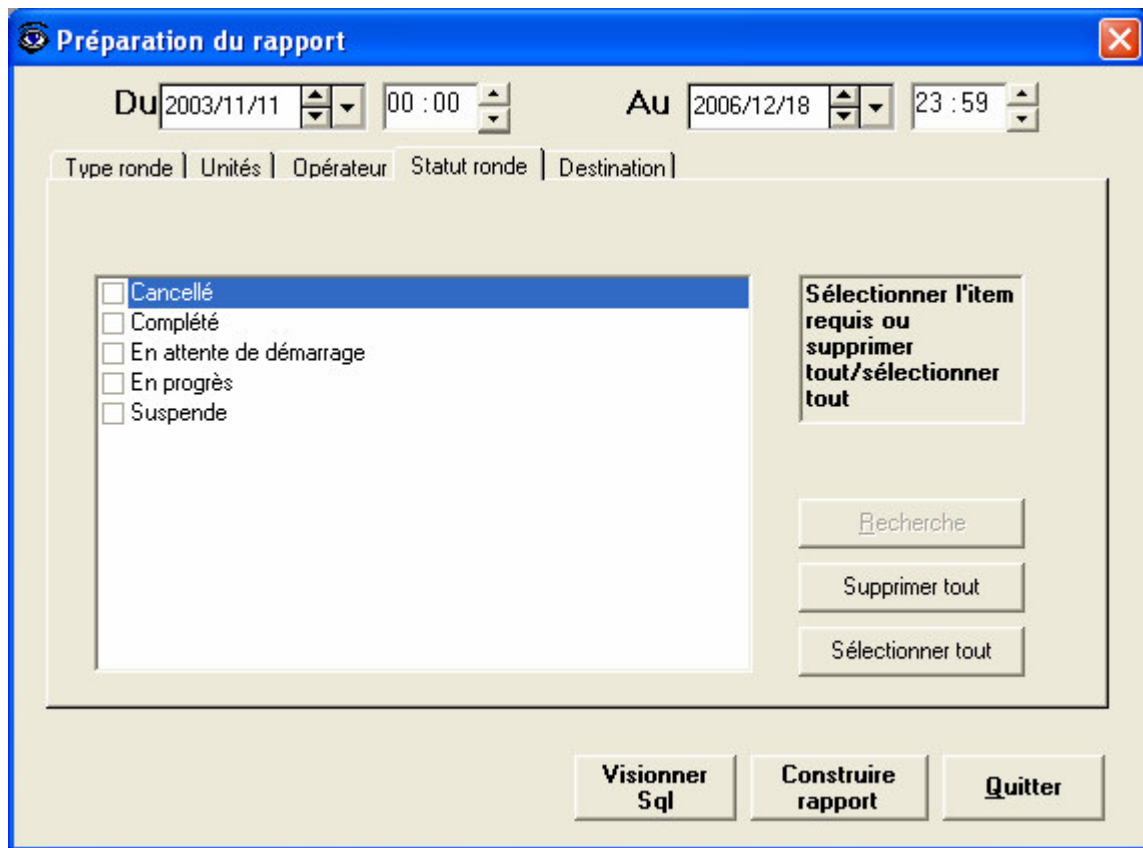 Préparation du rapport
Du 2003/11/11 00 : 00 Au 2006/12/18 23 : 59
Type ronde Unités Opérateur Statut ronde Destination
Cancellé
Complété
En attente de démarrage
En progrès
Suspende
Sélectionner l'item
requis ou
supprimer
tout/sélectionner
tout
Recherche
Supprimer tout
Sélectionner tout
Visionner
Sql
Construire
rapport
Quitter